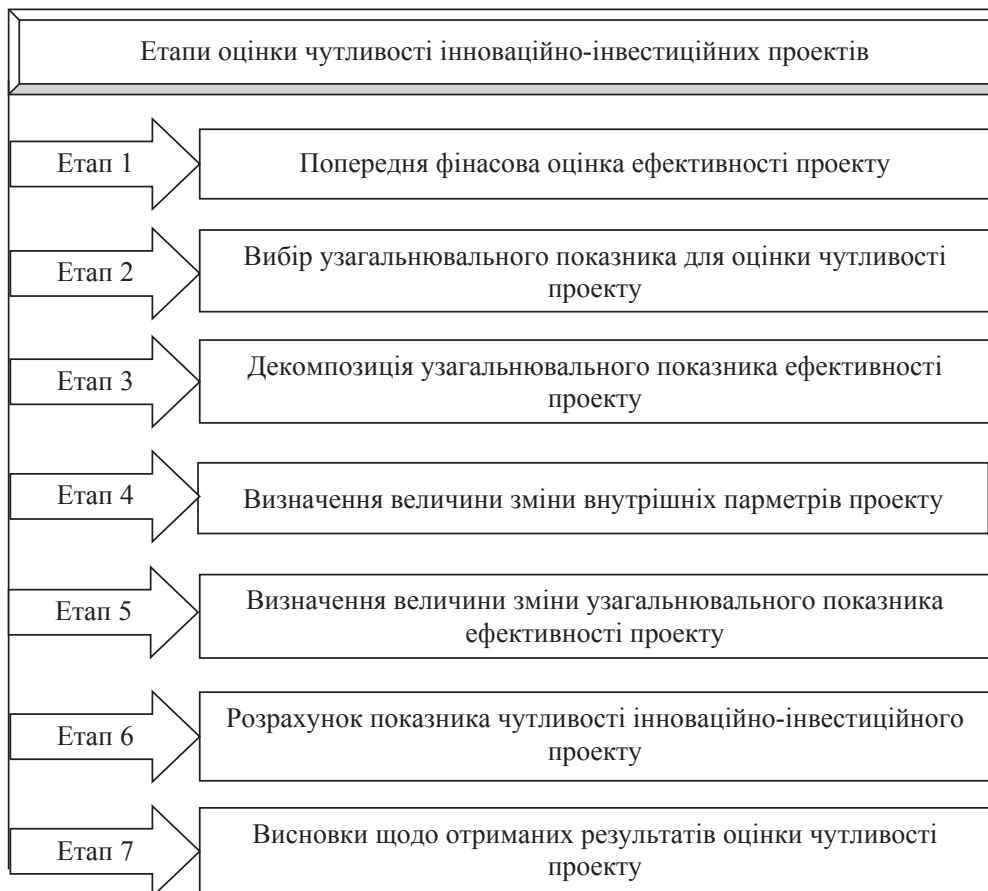 Етапи оцінки чутливості інноваційно-інвестиційних проектів
Етап 1
Попередня фінасова оцінка ефективності проекту
Етап 2
Вибір узагальнювального показника для оцінки чутливості
проекту
Етап 3
Декомпозиція узагальнювального показника ефективності
проекту
Етап 4
Визначення величини зміни внутрішніх парметрів проекту
Етап 5
Визначення величини зміни узагальнювального показника
ефективності проекту
Етап 6
Розрахунок показника чутливості інноваційно-інвестиційного
проекту
Етап 7
Висновки щодо отриманих результатів оцінки чутливості
проекту